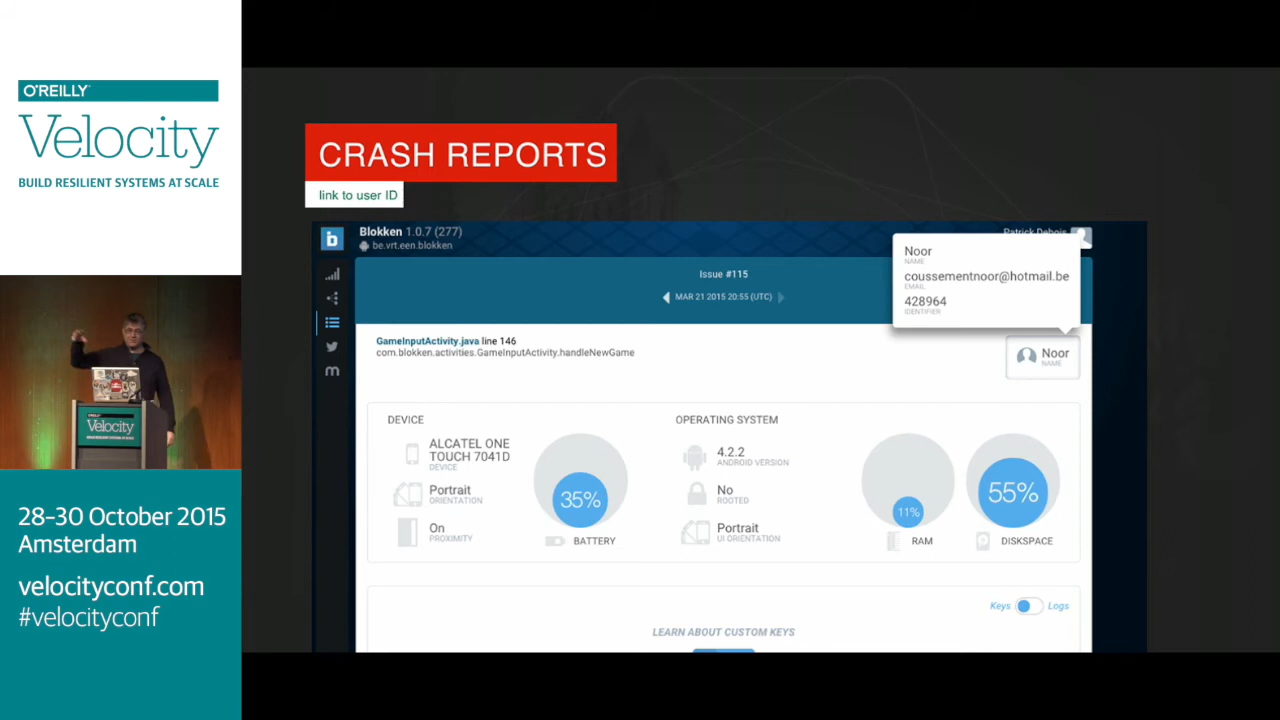 O'REILLY
Velocity
BUILD RESILIENT SYSTEMS AT SCALE
Velocity
28-30 October 2015
Amsterdam
velocityconf.com
#velocityconf
CRASH REPORTS
link to user ID
Blokken 1.0.7 (277)
be.vrt.een.blokken
Patrick Debois
Noor
NAME
coussementnoor@hotmail.be
EMAIL
428964
IDENTIFIER
Issue #115
MAR 21 2015 20:55 (UTC)
GameInputActivity.java line 146
com.blokken.activities.GameInputActivity.handleNewGame
Noor
NAME
DEVICE
ALCATEL ONE
TOUCH 7041D
DEVICE
Portrait
ORIENTATION
On
PROXIMITY
35%
BATTERY
OPERATING SYSTEM
4.2.2
ANDROID VERSION
No
ROOTED
Portrait
UI ORIENTATION
11%
RAM
55%
DISKSPACE
Keys Logs
LEARN ABOUT CUSTOM KEYS